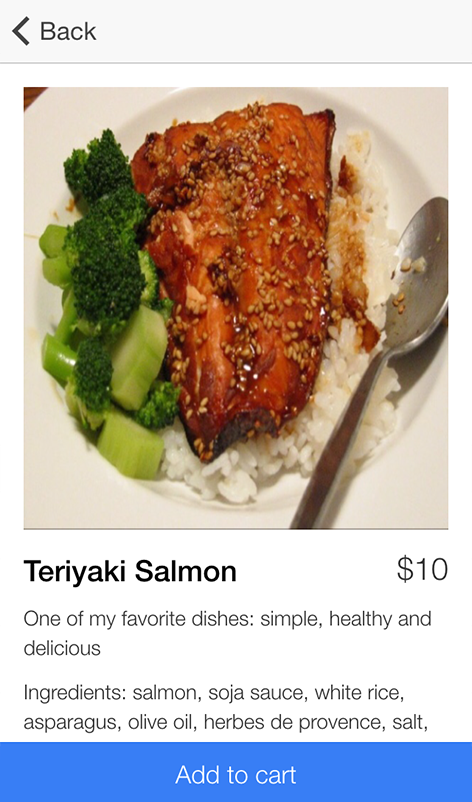 Back
Teriyaki Salmon
$10
One of my favorite dishes: simple, healthy and
delicious
Ingredients: salmon, soja sauce, white rice,
asparagus, olive oil, herbes de provence, salt,
Add to cart